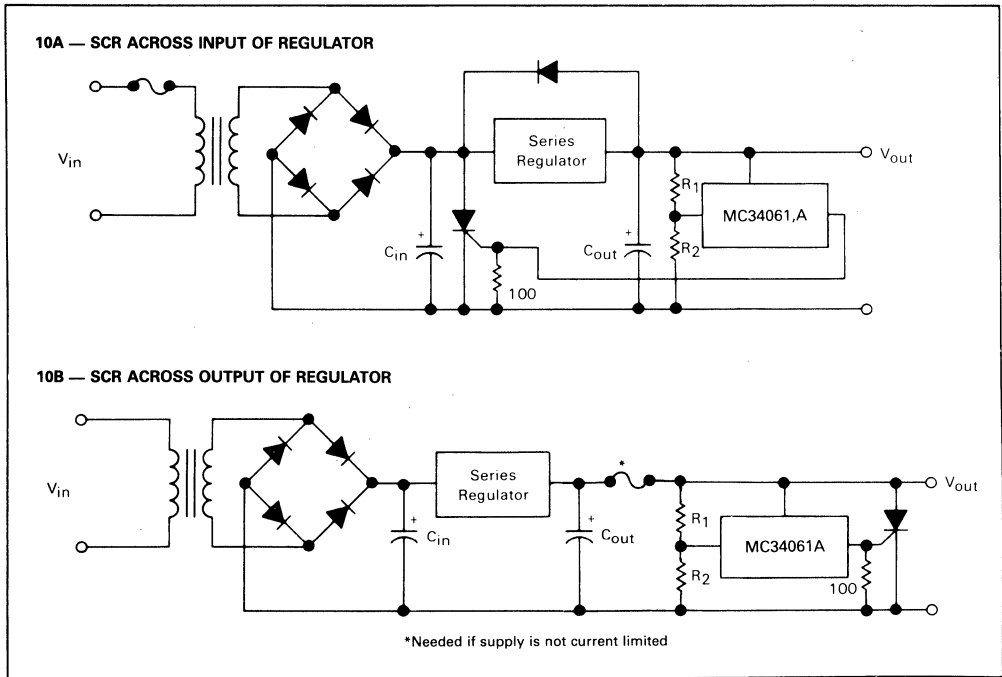 10A — SCR ACROSS INPUT OF REGULATOR
Vin
Series
Regulator
Vout
R1
MC34061,A
Cin
+
100
Cout
+
R2
10B — SCR ACROSS OUTPUT OF REGULATOR
Vin
Series
Regulator
*
Vout
R1
MC34061A
+
Cin
+
Cout
R2
100
*Needed if supply is not current limited